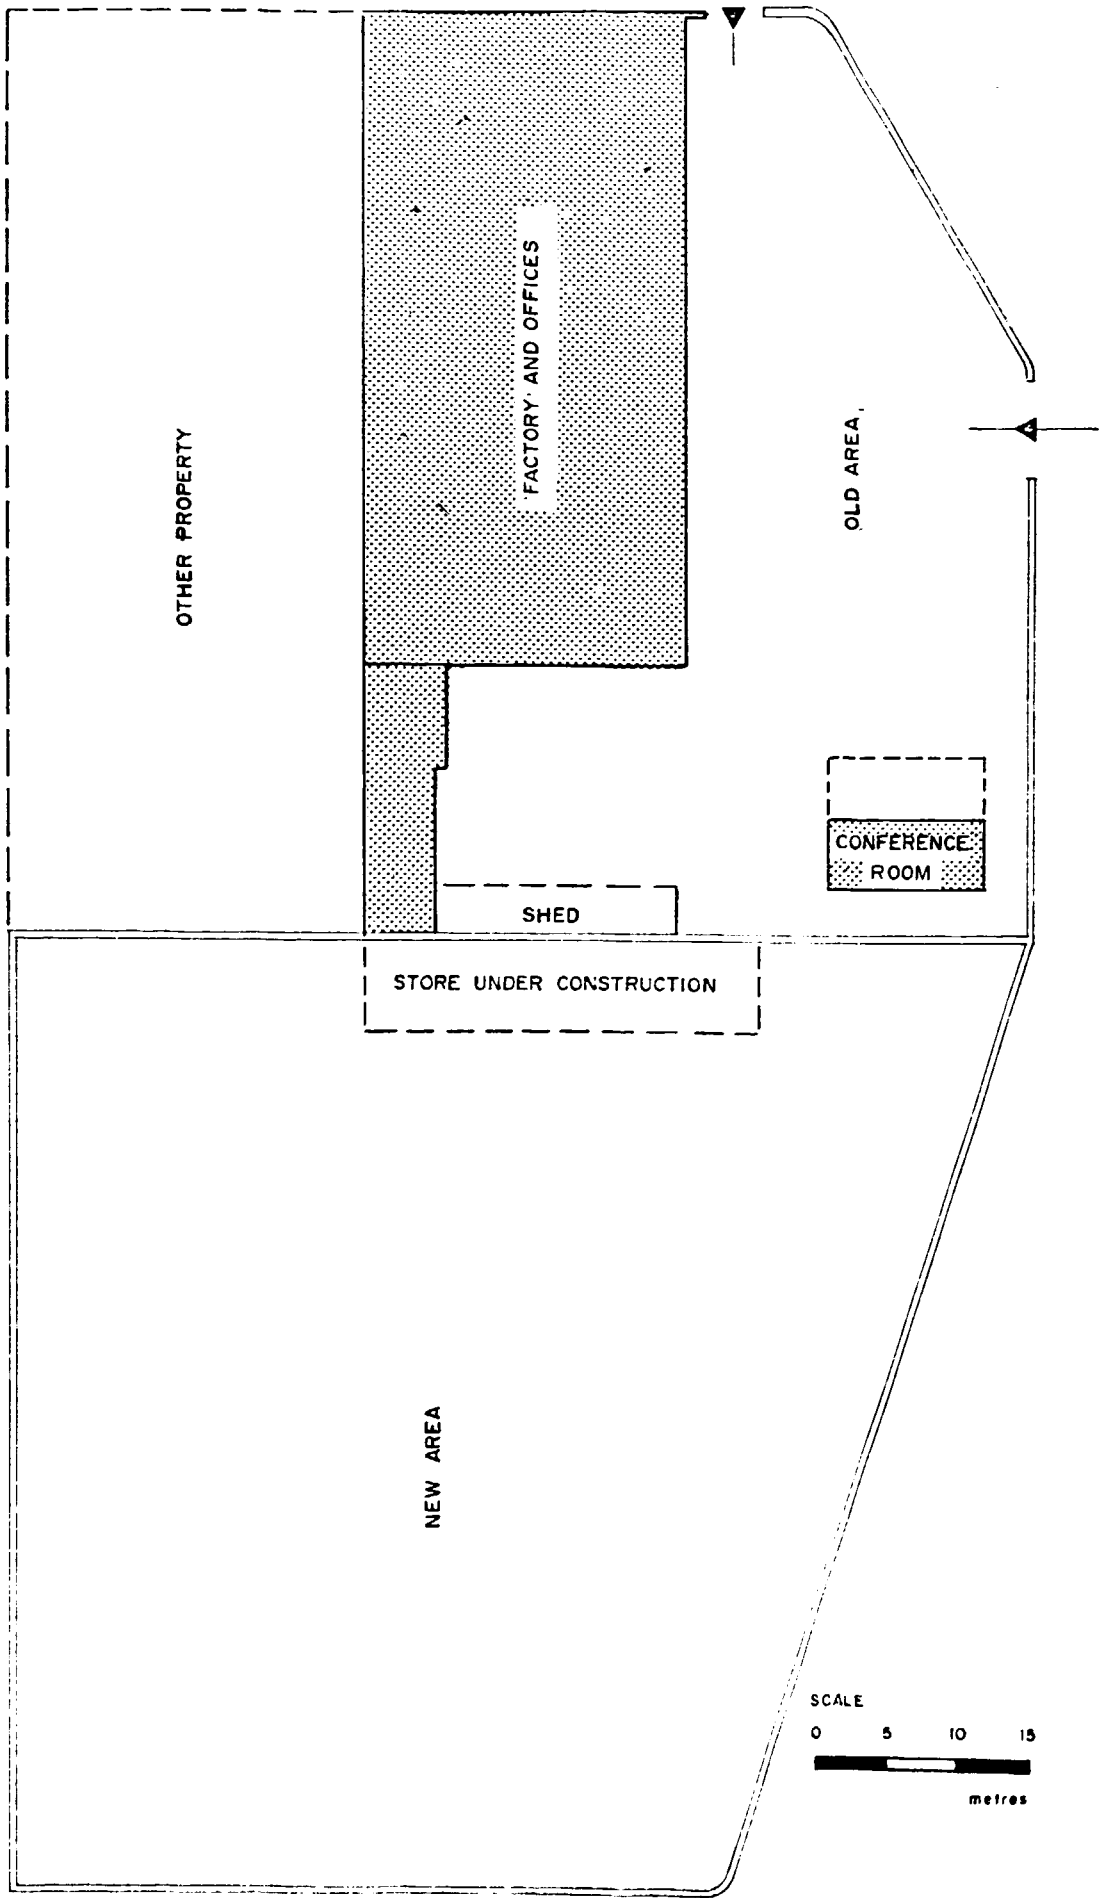 FACTORY AND OFFICES
OLD AREA
OTHER PROPERTY
CONFERENCE
ROOM
SHED
STORE UNDER CONSTRUCTION
NEW AREA
SCALE
0 5 10 15
metres